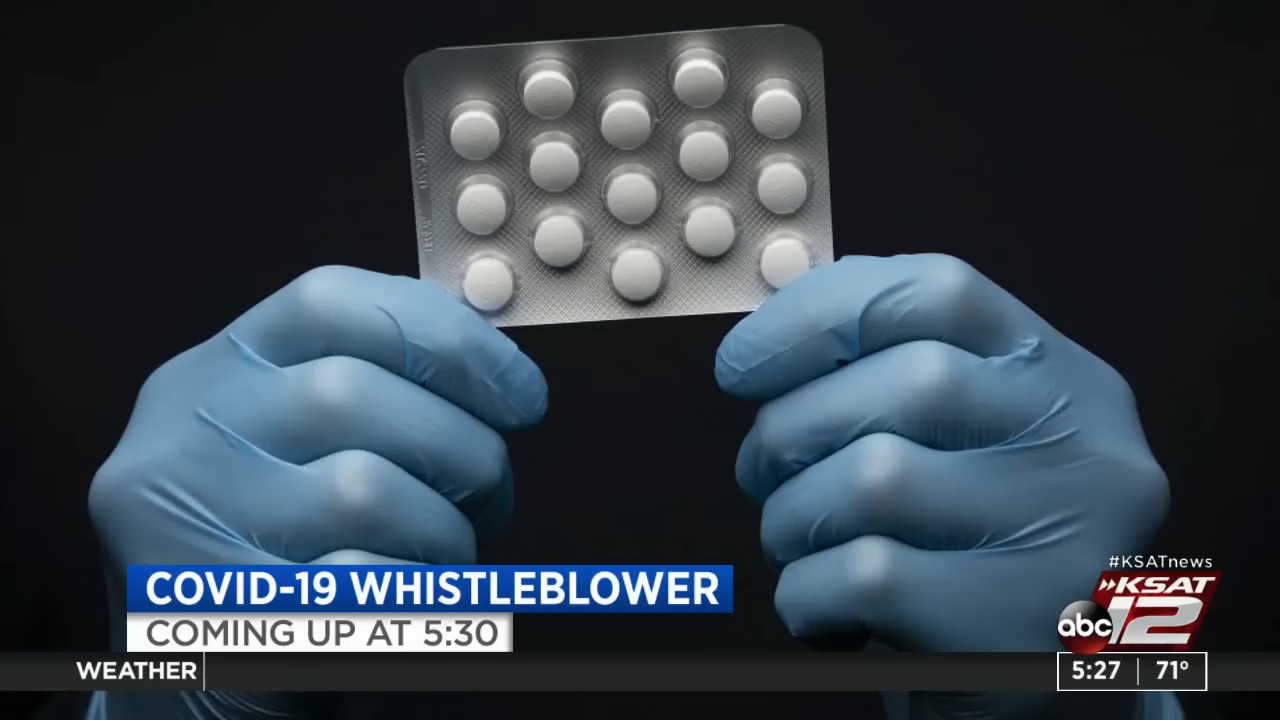 COVID-19 WHISTLEBLOWER
COMING UP AT 5:30
#KSATnews
KSAT
abc 12
WEATHER
5:27 71°